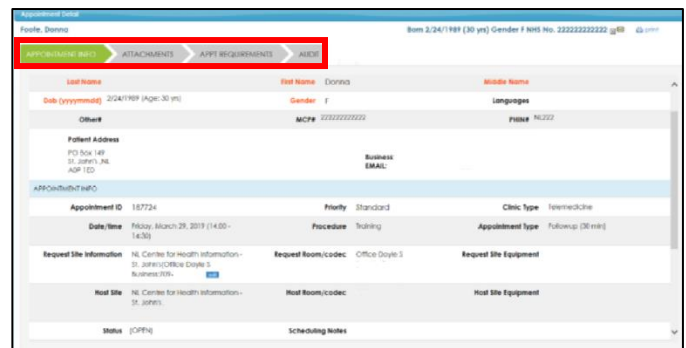 Appointment Detail
Foote, Donna Born 2/24/1989 (30 yrs) Gender F NHS No. 222222222222 print
APPOINTMENT INFO ATTACHMENTS APPT REQUIREMENTS AUDIT
Last Name First Name Donna Middle Name
Dob (yyyymmdd) 2/24/1989 (Age: 30 yrs) Gender F Languages
Other# MCP# 222222222222 PHIN# NL222
Patient Address
PO Box 149
St. John's ,NL
A0P 1E0
Business
EMAIL:
APPOINTMENT INFO
Appointment ID 187724 Priority Standard Clinic Type Telemedicine
Date/time Friday, March 29, 2019 (14:00 - 14:30) Procedure Training Appointment Type Followup (30 min)
Request Site Information NL Centre for Health Information - Request Room/codec Office Doyle S Request Site Equipment
St. John's(Office Doyle S
Business:709-
Host Site NL Centre for Health Information - Host Room/codec Host Site Equipment
St. John's
Status (OPEN) Scheduling Notes